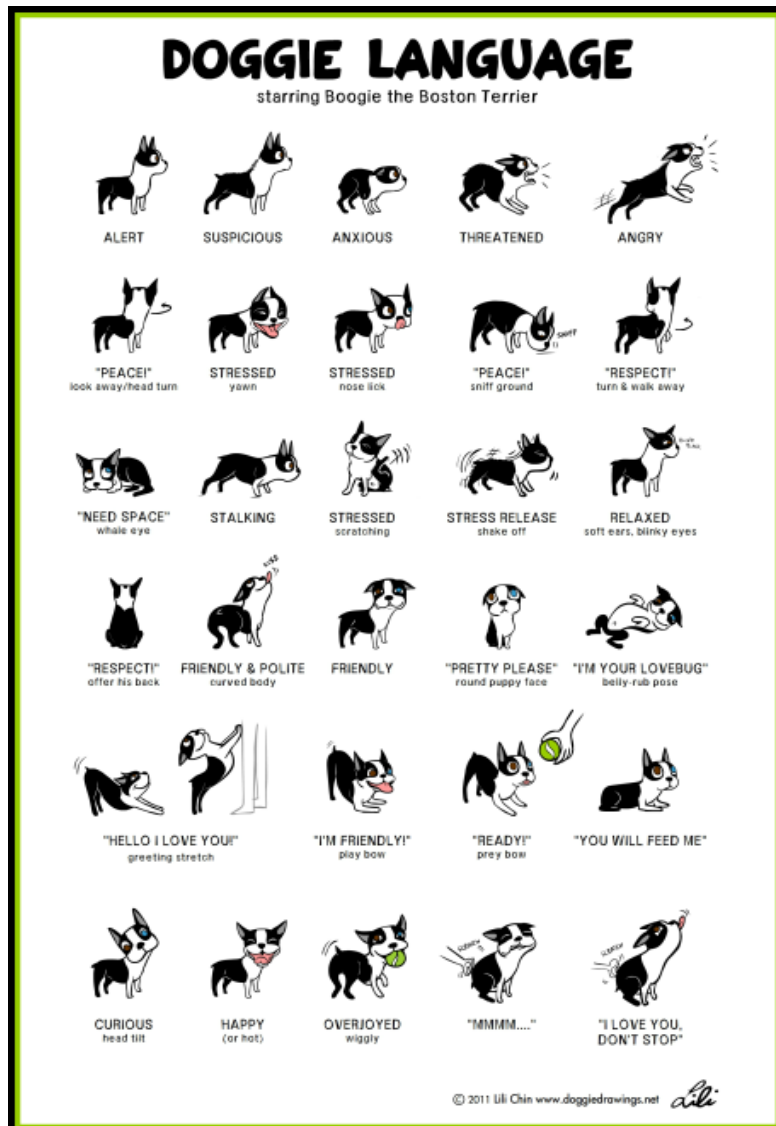 DOGGIE LANGUAGE
starring Boogie the Boston Terrier
ALERT
SUSPICIOUS
ANXIOUS
THREATENED
ANGRY
"PEACE!"
look away/head turn
STRESSED
yawn
STRESSED
nose lick
SNIFF
"PEACE!"
sniff ground
"RESPECT!"
turn & walk away
"NEED SPACE"
whale eye
STALKING
STRESSED
scratching
STRESS RELEASE
shake off
RELAXED
soft ears, blinky eyes
"RESPECT!"
offer his back
FRIENDLY & POLITE
curved body
FRIENDLY
"PRETTY PLEASE"
round puppy face
"I'M YOUR LOVEBUG"
belly-rub pose
"HELLO I LOVE YOU!"
greeting stretch
"I'M FRIENDLY!"
play bow
"READY!"
prey bow
"YOU WILL FEED ME"
CURIOUS
head tilt
HAPPY
(or hot)
OVERJOYED
wiggly
"MMMM...."
"I LOVE YOU,
DON'T STOP"
© 2011 Lili Chin www.doggiedrawings.net
Lili